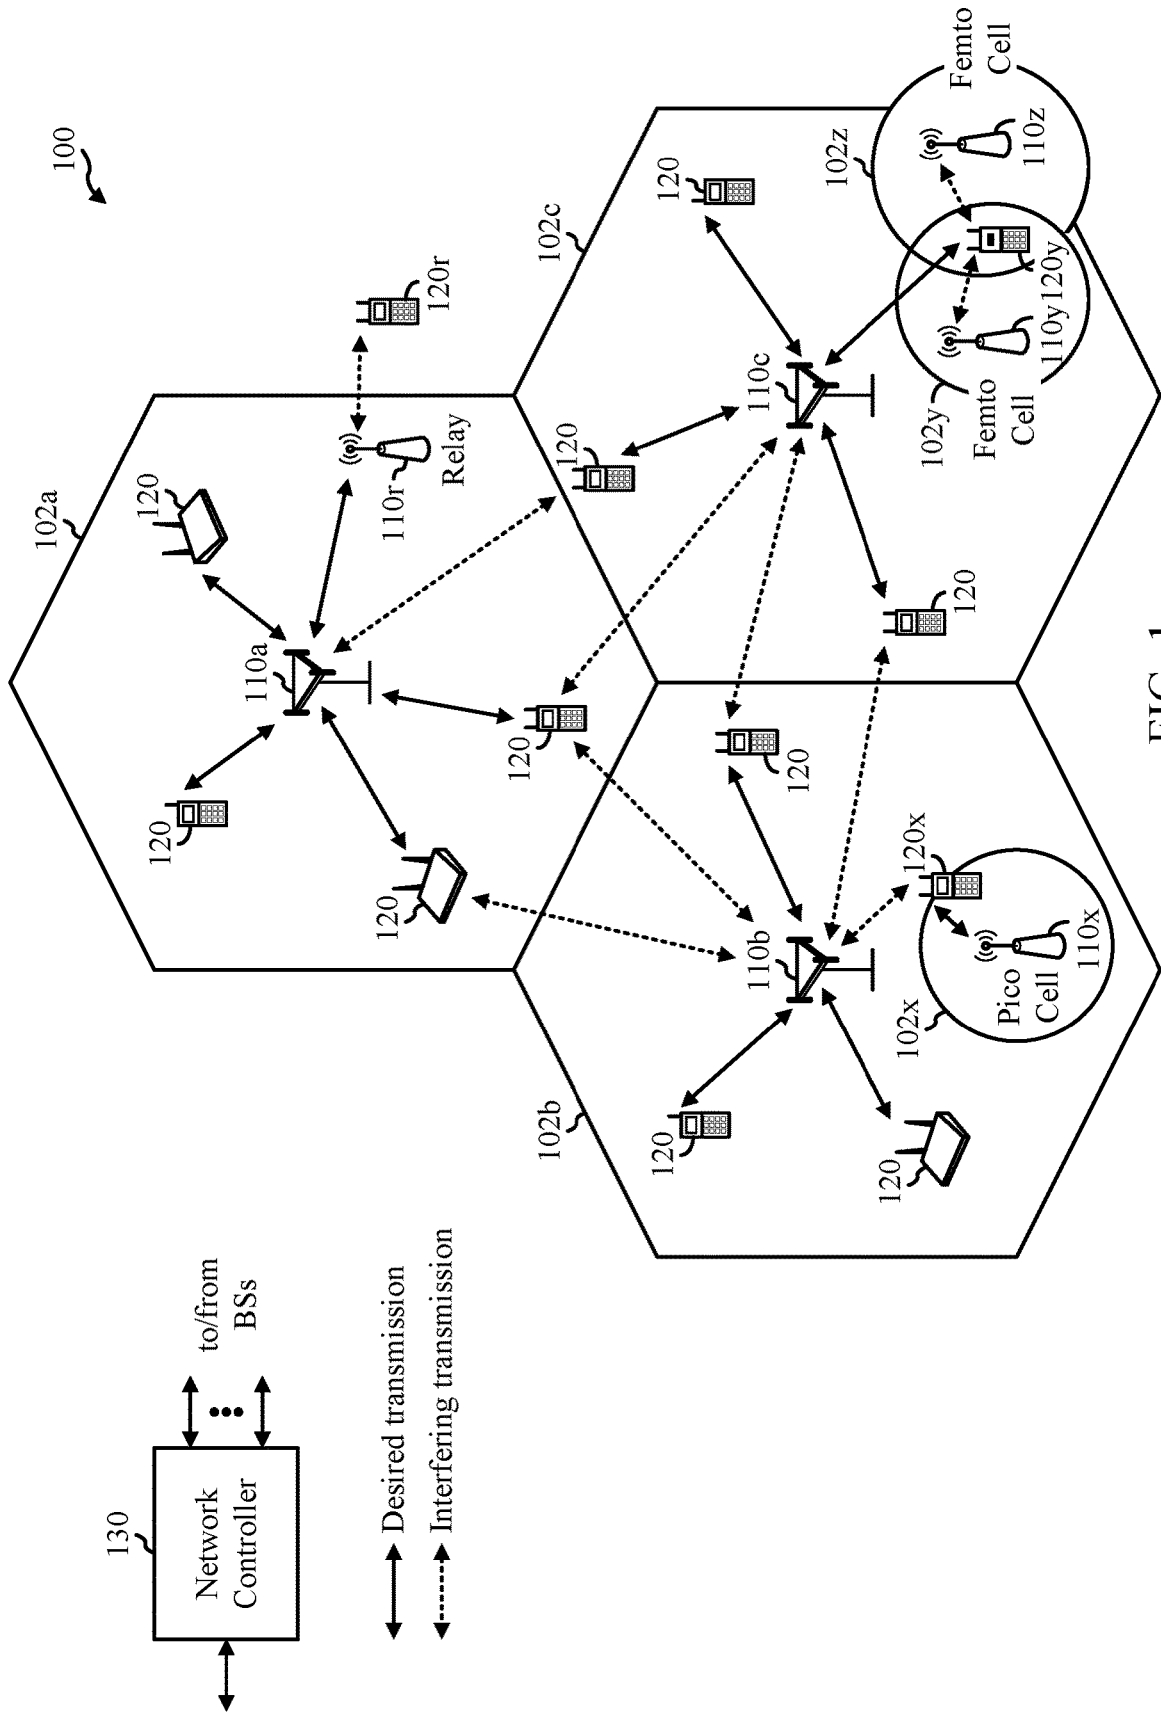 100
102a
130
120
120
Network
Controller
to/from
BSs
110a
120
110r
120r
Relay
Desired transmission
Interfering transmission
120
120
102b
102c
120
120
110b
120
110c
102z
120
102x
120x
120
102y
Femto
Cell
Femto
Cell
Pico
Cell
110x
110y
120y
110z
FIG. 1